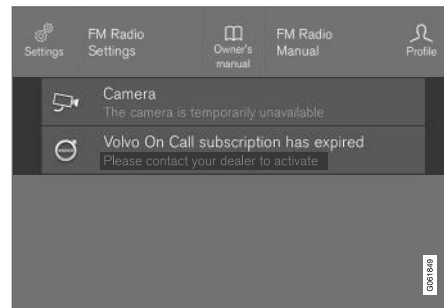 Settings
FM Radio
Settings
Owner's
manual
FM Radio
Manual
Profile
Camera
The camera is temporarily unavailable
Volvo On Call subscription has expired
Please contact your dealer to activate
G061849